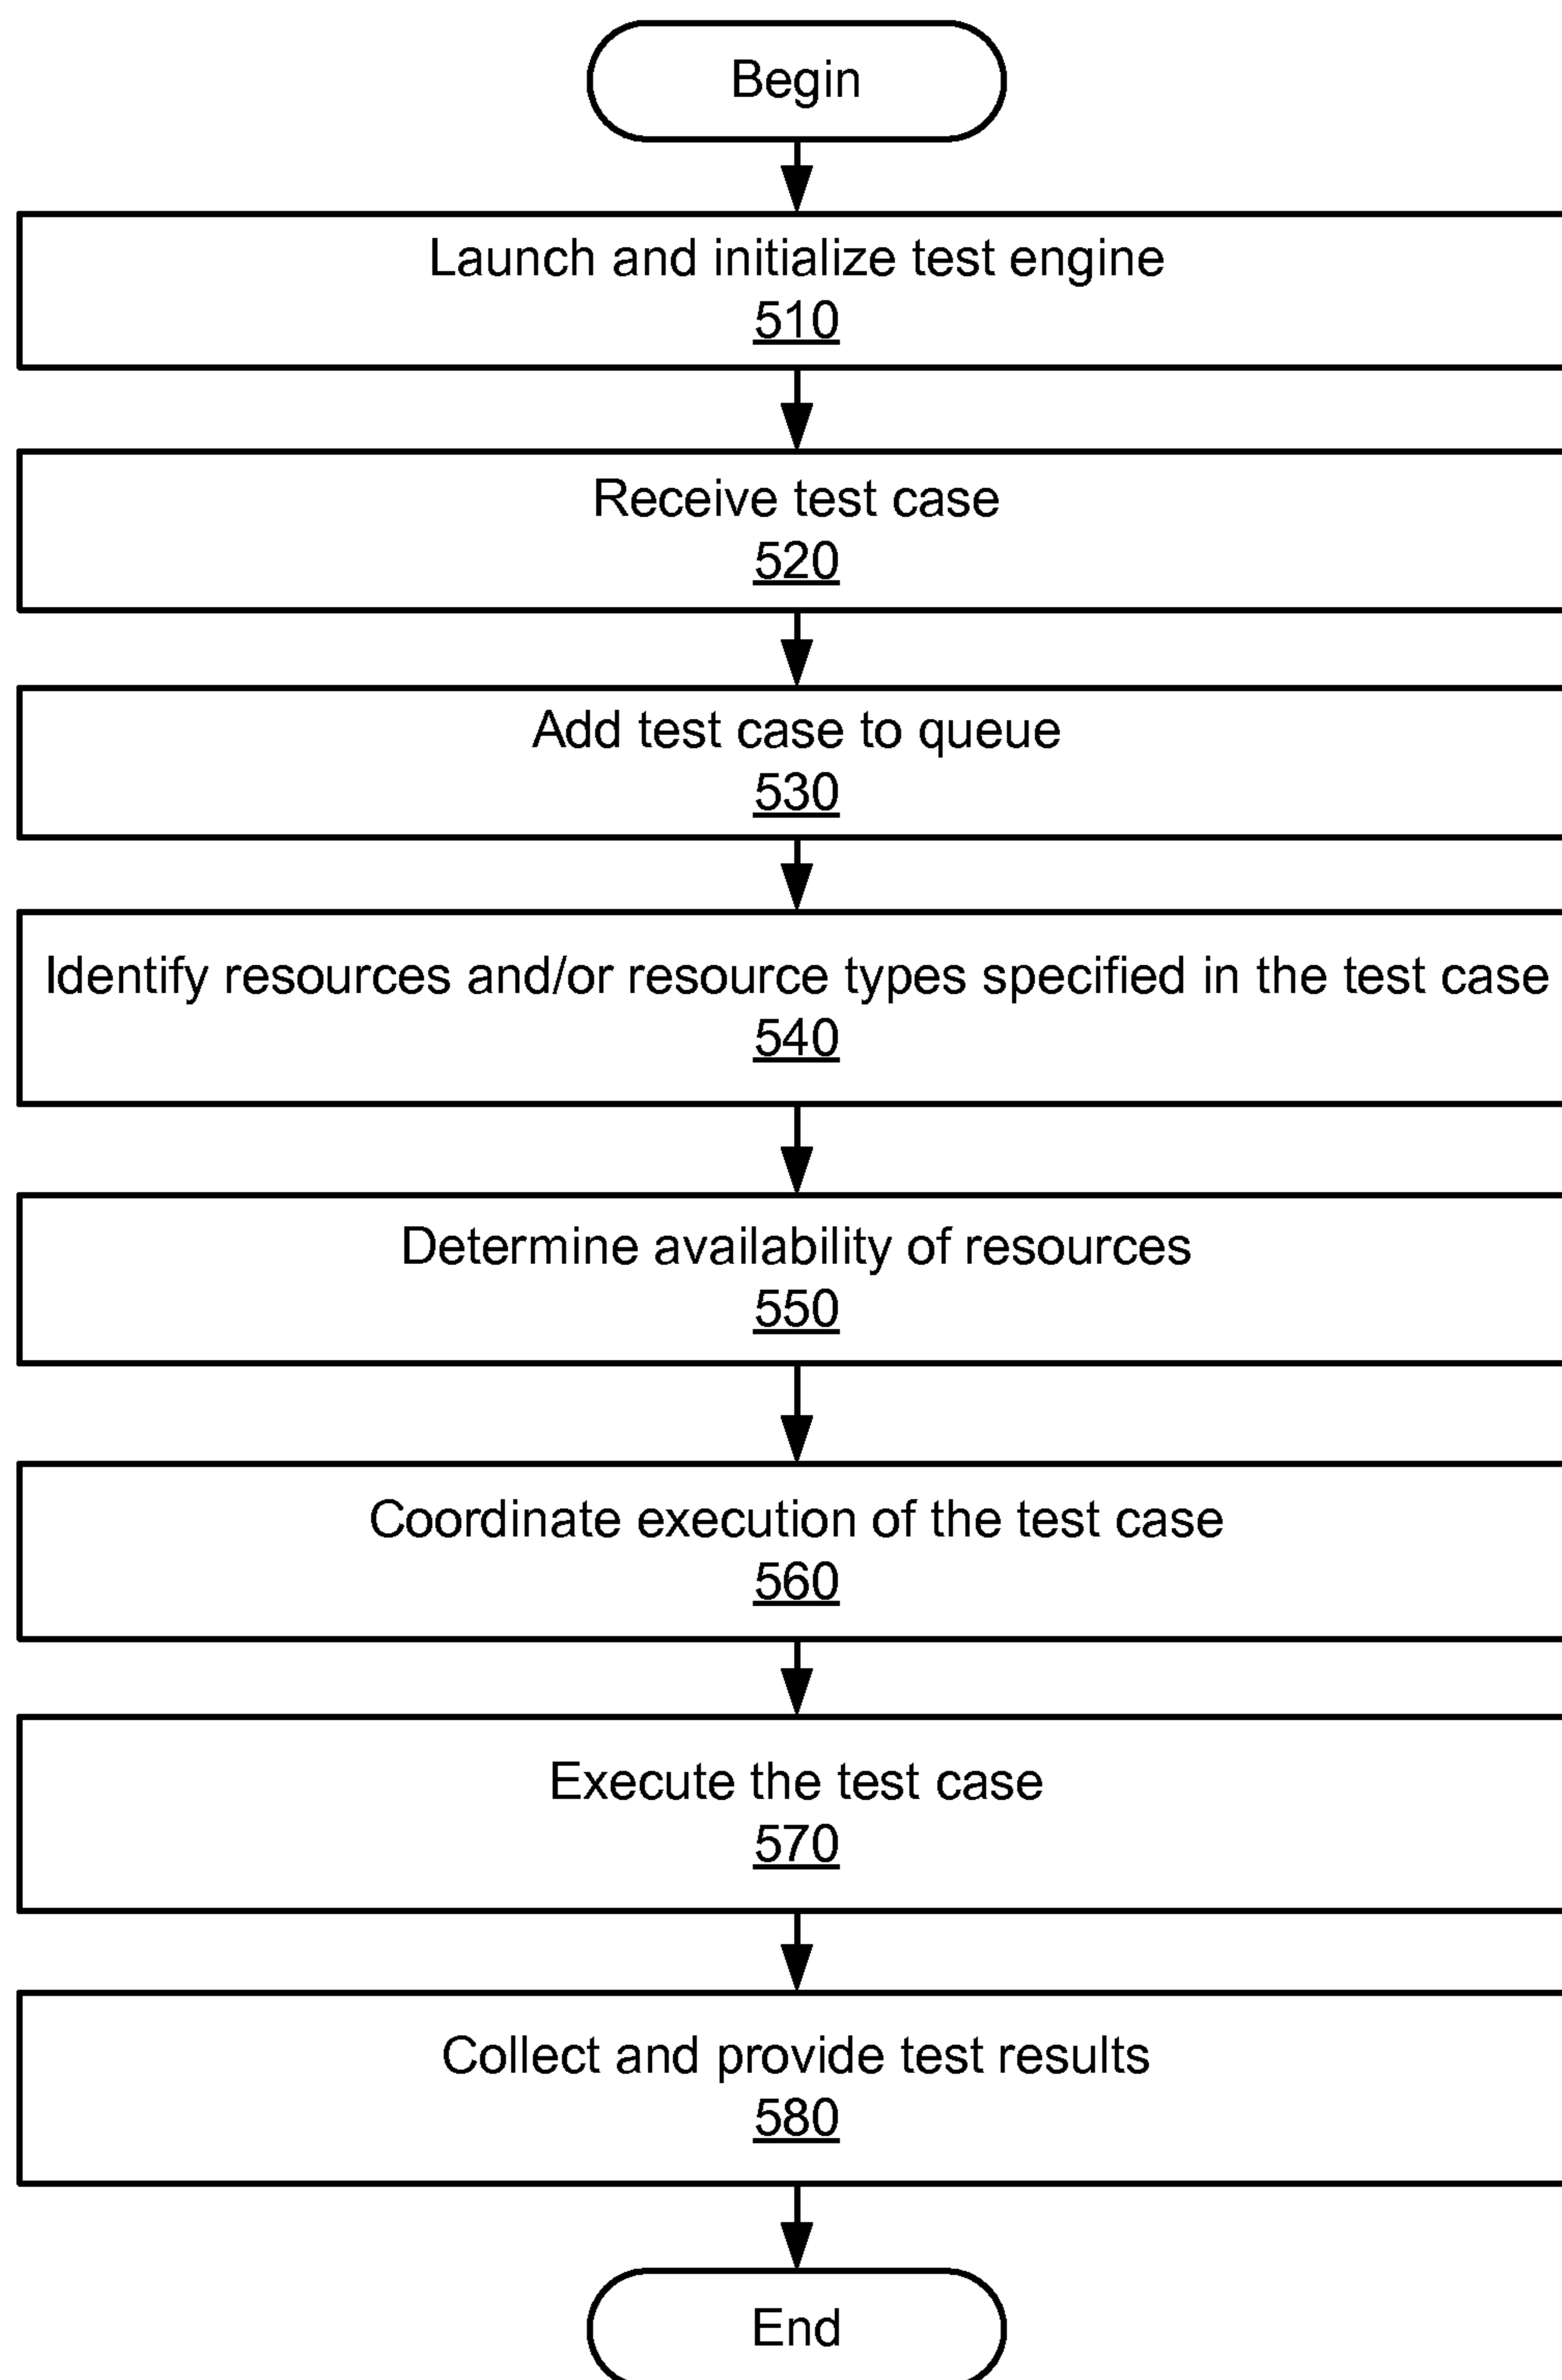 Begin
Launch and initialize test engine
510
Receive test case
520
Add test case to queue
530
Identify resources and/or resource types specified in the test case
540
Determine availability of resources
550
Coordinate execution of the test case
560
Execute the test case
570
Collect and provide test results
580
End